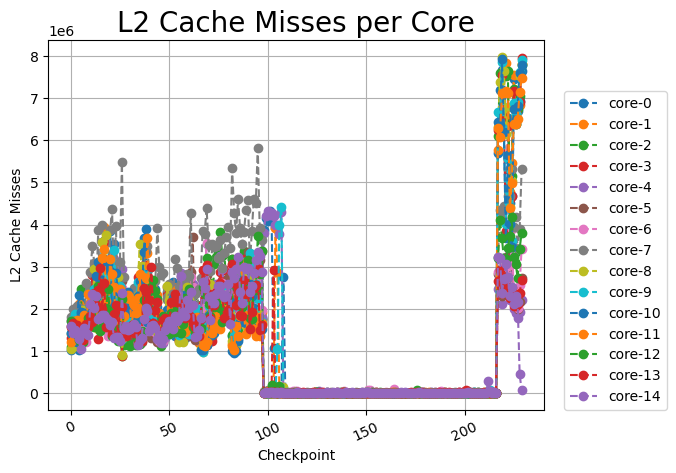 L2 Cache Misses per Core
1e6
8
7
6
5
4
3
2
1
0
L2 Cache Misses
0 50 100 150 200
Checkpoint
core-0
core-1
core-2
core-3
core-4
core-5
core-6
core-7
core-8
core-9
core-10
core-11
core-12
core-13
core-14